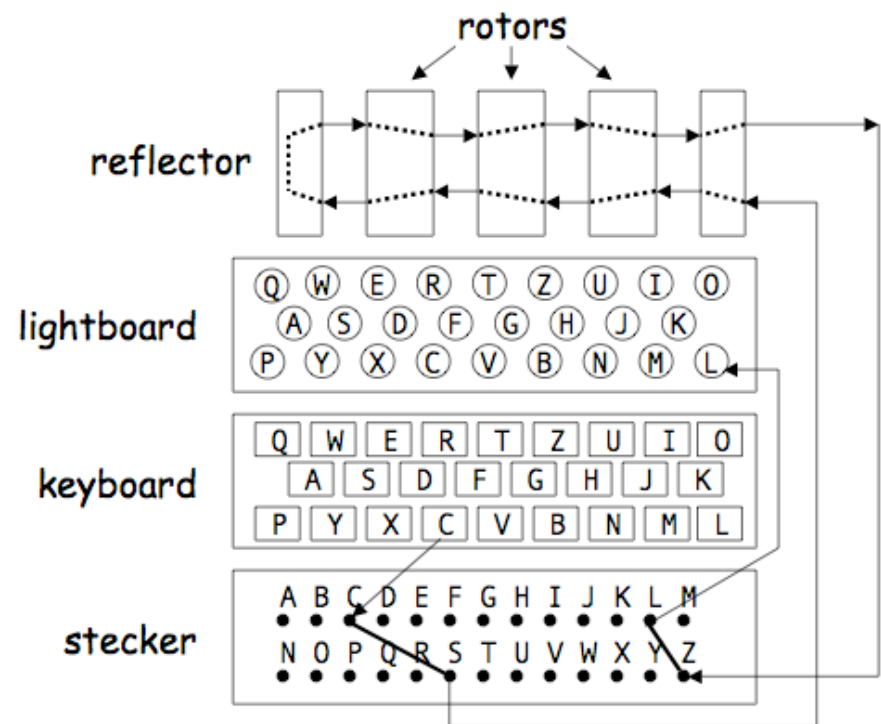 rotors
reflector
lightboard
Q W E R T Z U I O
A S D F G H J K
P Y X C V B N M L
keyboard
Q W E R T Z U I O
A S D F G H J K
P Y X C V B N M L
stecker
A B C D E F G H I J K L M
N O P Q R S T U V W X Y Z